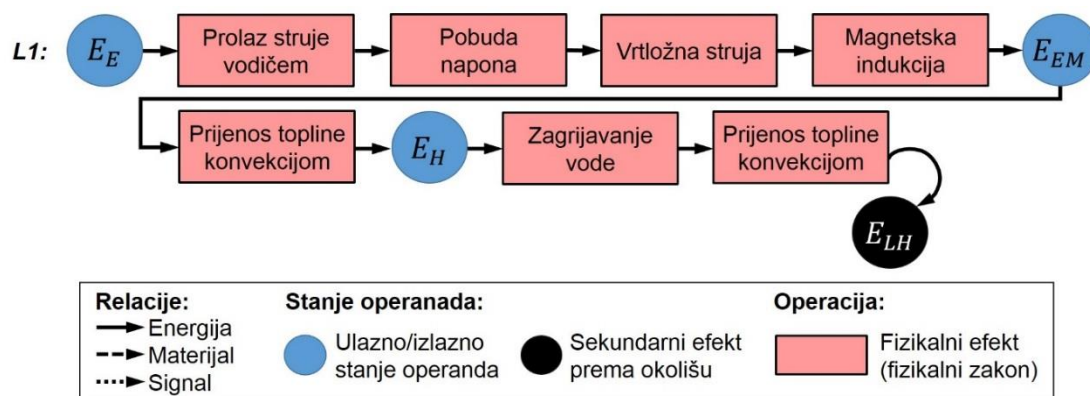 L1:
E_E
Prolaz struje
vodičem
Pobuda
napona
Vrtložna struja
Magnetska
indukcija
E_EM
Prijenos topline
konvekcijom
E_H
Zagrijavanje
vode
Prijenos topline
konvekcijom
E_LH
Relacije:
Energija
Materijal
Signal
Stanje operanada:
Ulazno/izlazno
stanje operanda
Sekundarni efekt
prema okolišu
Operacija:
Fizikalni efekt
(fizikalni zakon)